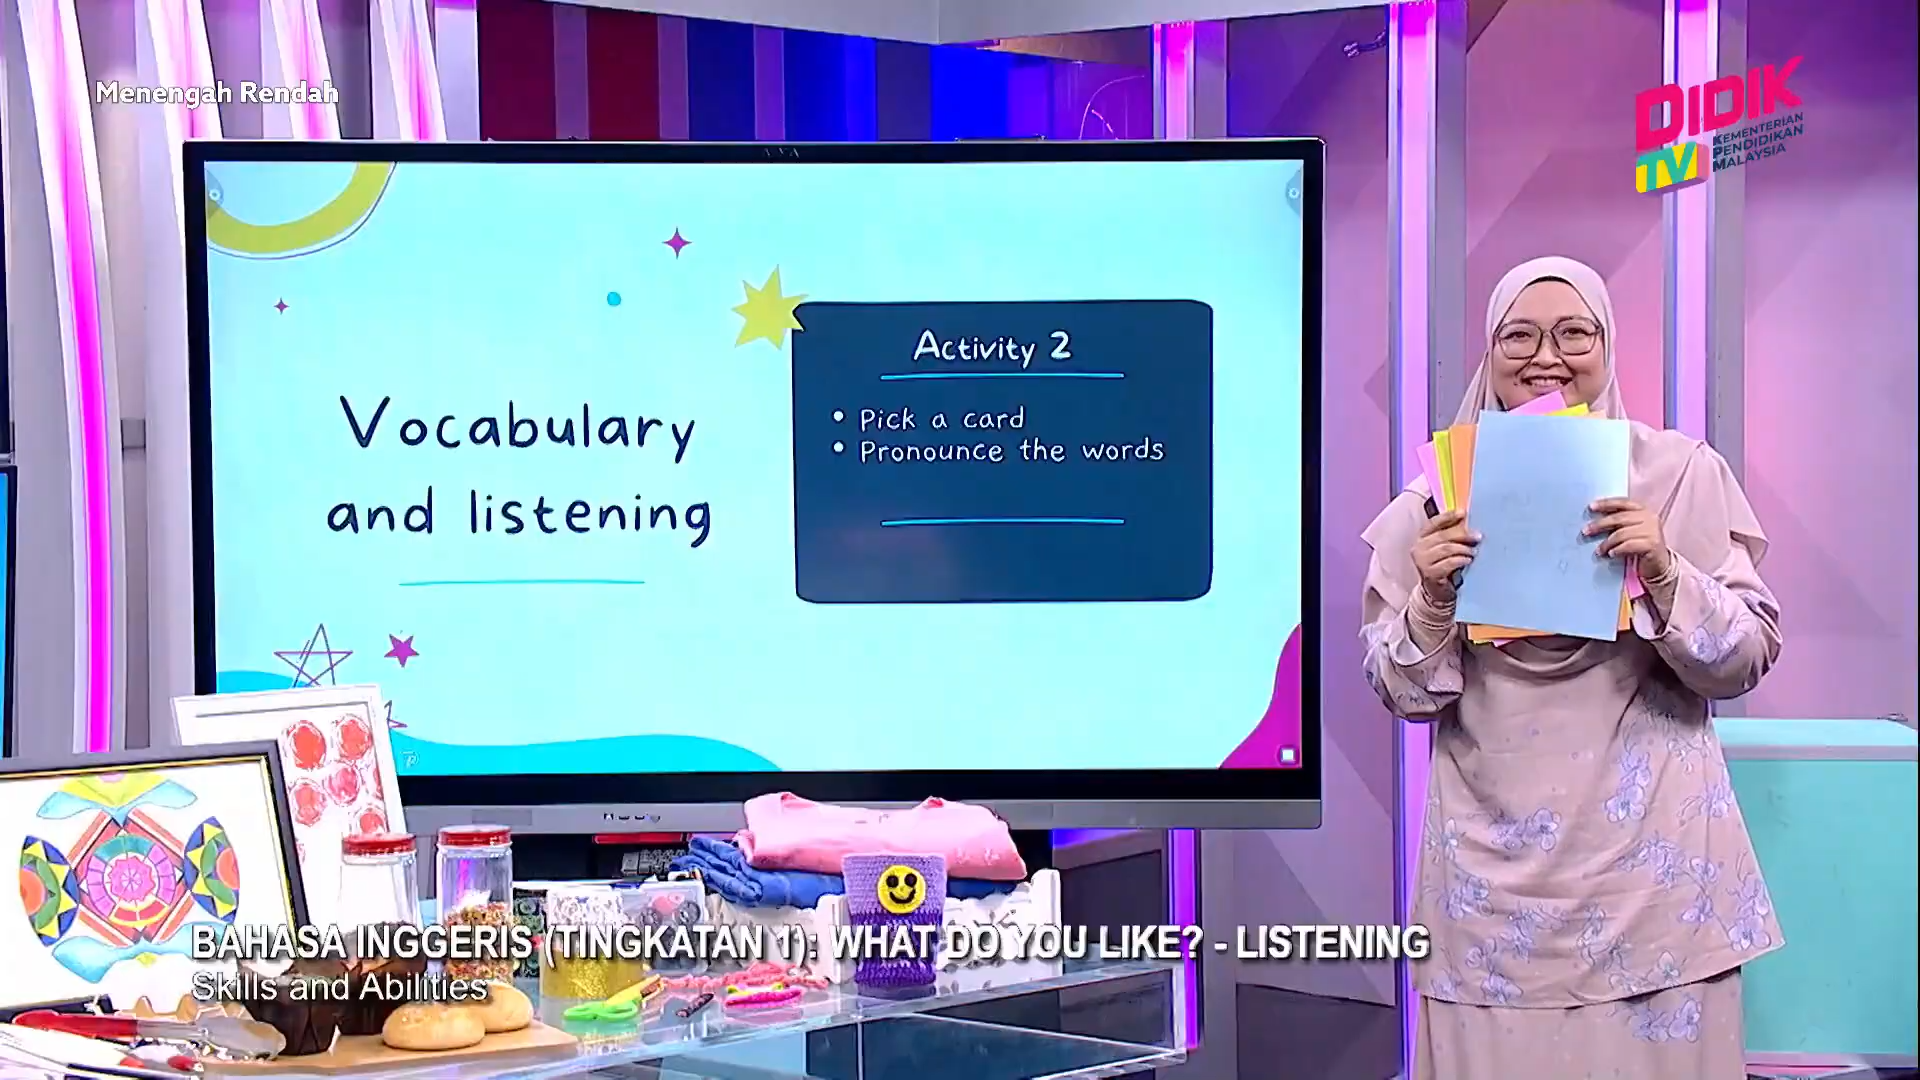 Menengah Rendah
DIDIK
TV
KEMENTERIAN
PENDIDIKAN
MALAYSIA
Vocabulary
and listening
Activity 2
• Pick a card
• Pronounce the words
BAHASA INGGERIS (TINGKATAN 1): WHAT DO YOU LIKE? - LISTENING
Skills and Abilities